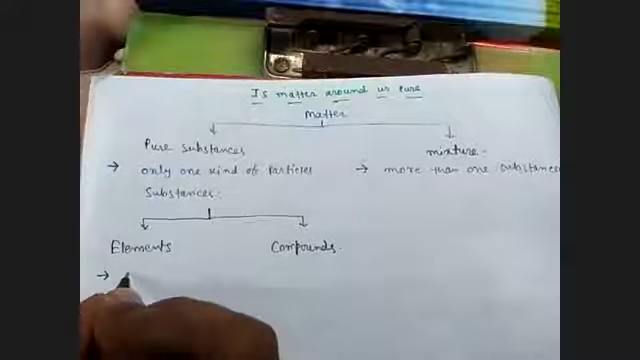 Is matter around us Pure
Matter
Pure substances
mixture.
→ only one kind of Particles
→ more than one substances
Substances.
Elements
Compounds.
→